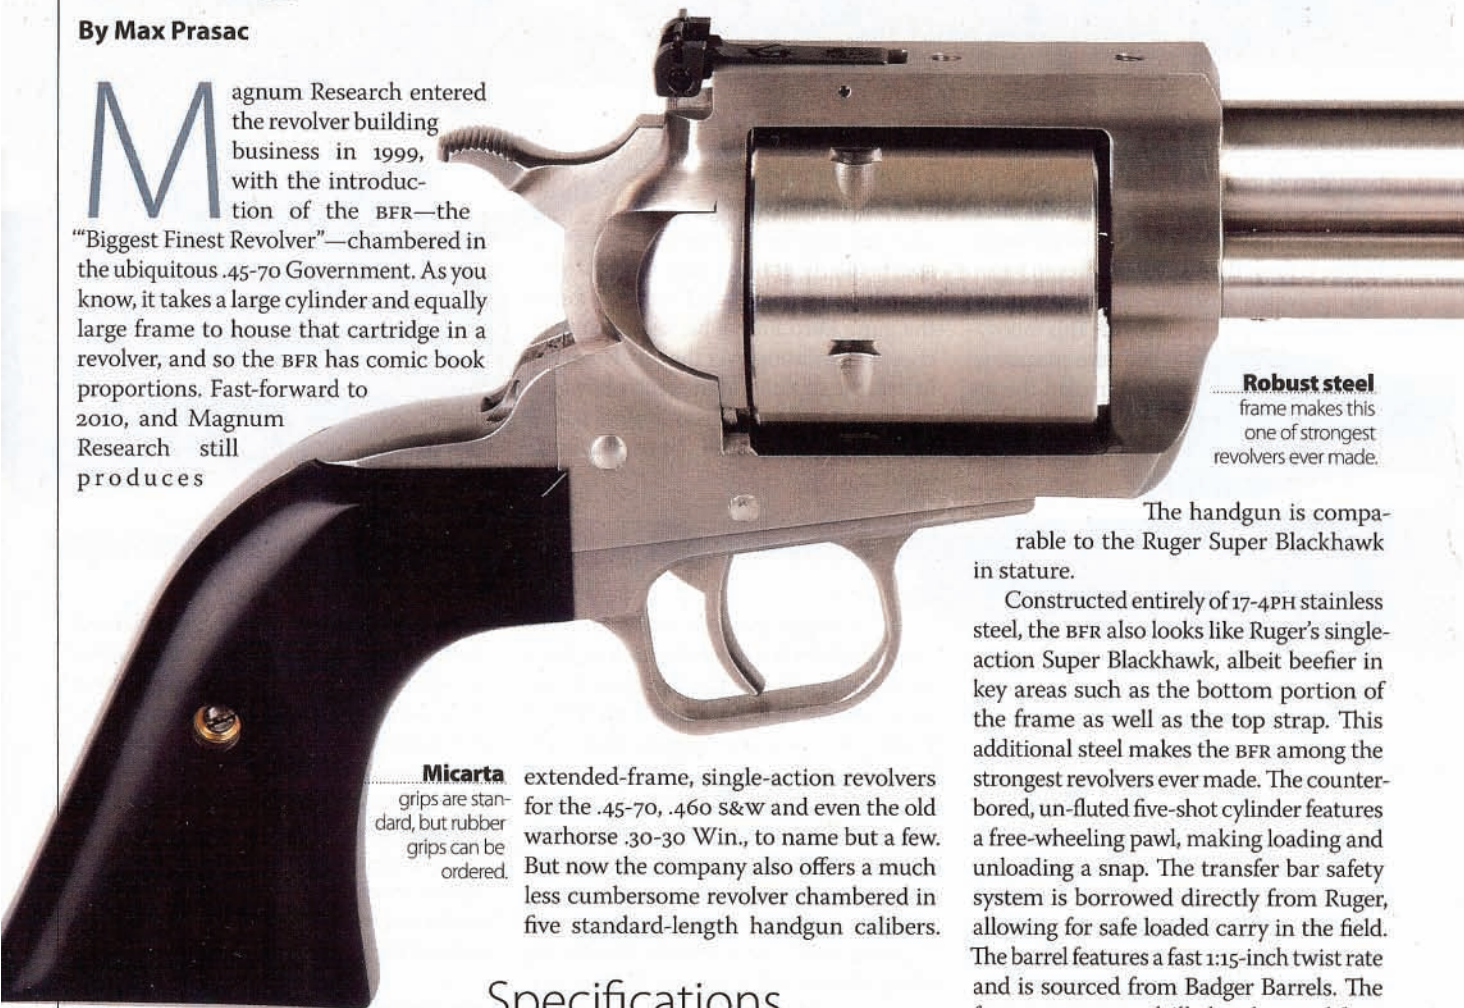 By Max Prasac
Magnum Research entered
the revolver building
business in 1999,
with the introduc-
tion of the BFR—the
"'Biggest Finest Revolver"—chambered in
the ubiquitous .45-70 Government. As you
know, it takes a large cylinder and equally
large frame to house that cartridge in a
revolver, and so the BFR has comic book
proportions. Fast-forward to
2010, and Magnum
Research still
produces
Micarta
grips are stan-
dard, but rubber
grips can be
ordered.
extended-frame, single-action revolvers
for the .45-70, .460 S&W and even the old
warhorse .30-30 Win., to name but a few.
But now the company also offers a much
less cumbersome revolver chambered in
five standard-length handgun calibers.
Robust steel
frame makes this
one of strongest
revolvers ever made.
The handgun is compa-
rable to the Ruger Super Blackhawk
in stature.
Constructed entirely of 17-4PH stainless
steel, the BFR also looks like Ruger's single-
action Super Blackhawk, albeit beefier in
key areas such as the bottom portion of
the frame as well as the top strap. This
additional steel makes the BFR among the
strongest revolvers ever made. The counter-
bored, un-fluted five-shot cylinder features
a free-wheeling pawl, making loading and
unloading a snap. The transfer bar safety
system is borrowed directly from Ruger,
allowing for safe loaded carry in the field.
The barrel features a fast 1:15-inch twist rate
and is sourced from Badger Barrels. The
Specifications